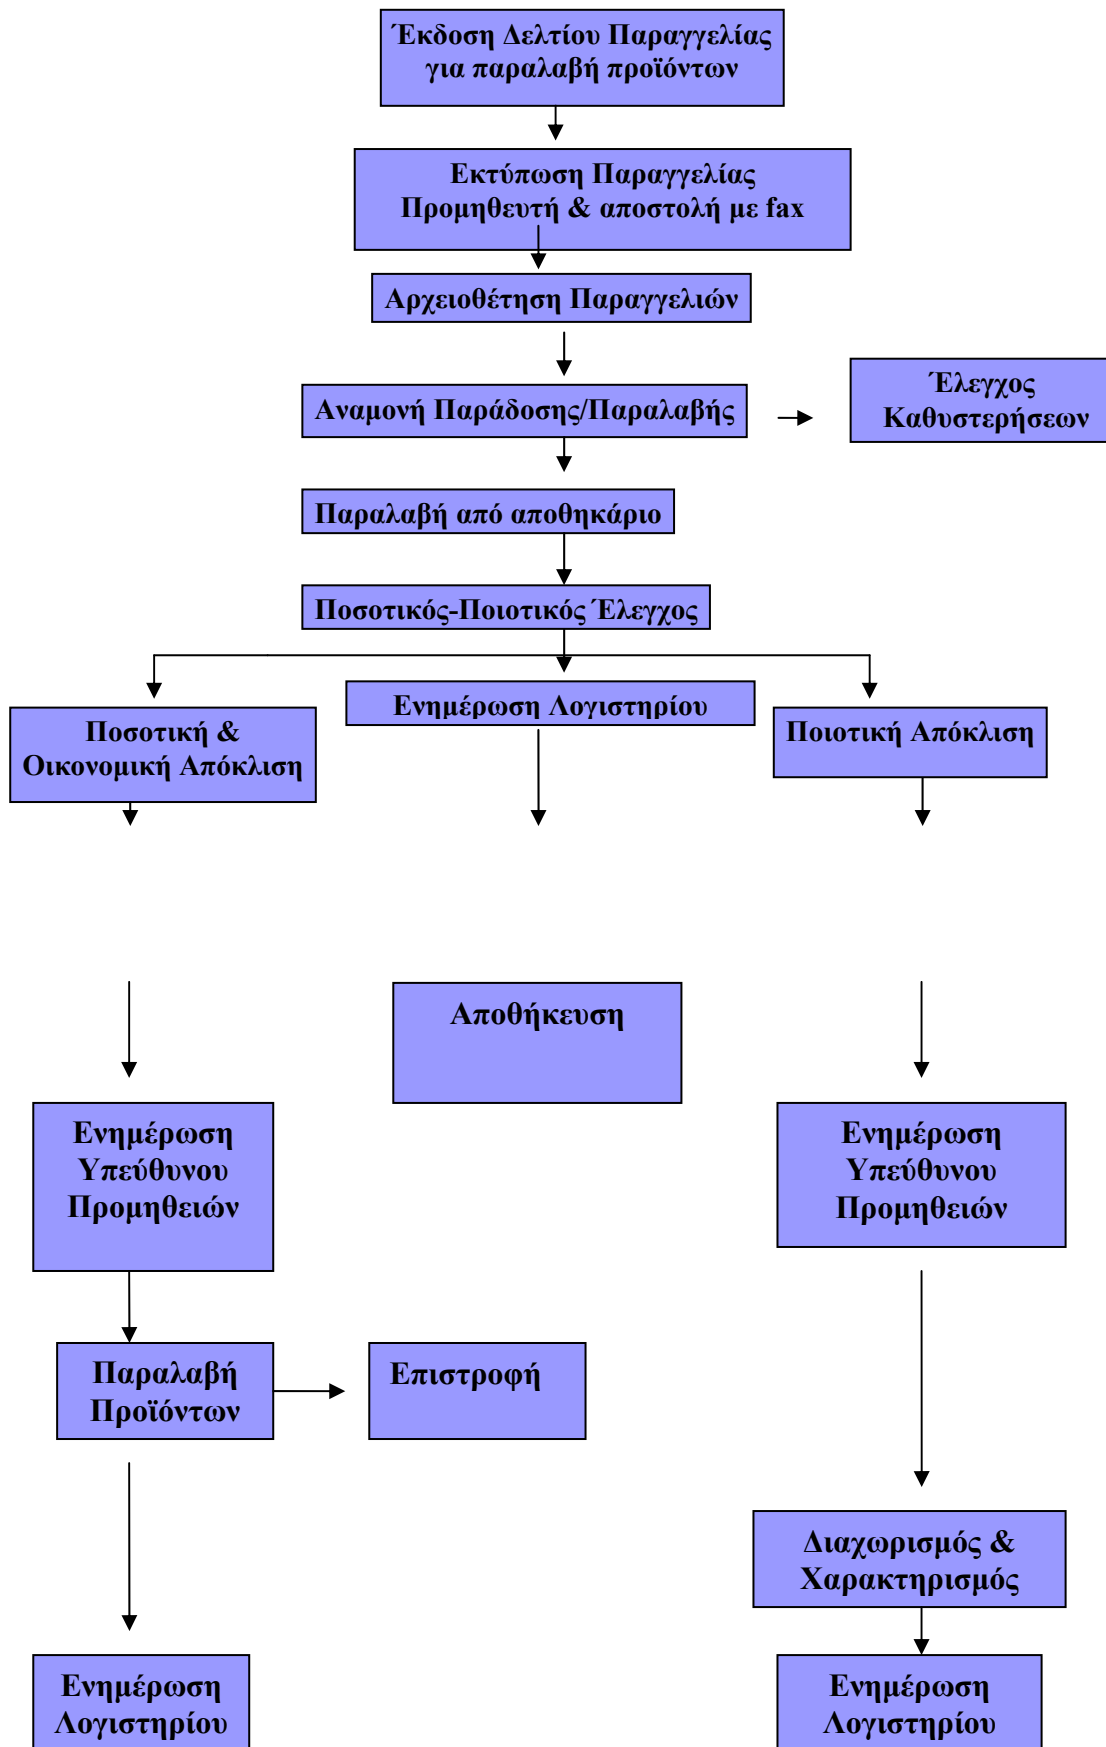 Έκδοση Δελτίου Παραγγελίας
για παραλαβή προϊόντων
Εκτύπωση Παραγγελίας
Προμηθευτή & αποστολή με fax
Αρχειοθέτηση Παραγγελιών
Αναμονή Παράδοσης/Παραλαβής
Έλεγχος
Καθυστερήσεων
Παραλαβή από αποθηκάριο
Ποσοτικός-Ποιοτικός Έλεγχος
Ποσοτική &
Οικονομική Απόκλιση
Ενημέρωση Λογιστηρίου
Ποιοτική Απόκλιση
Αποθήκευση
Ενημέρωση
Υπεύθυνου
Προμηθειών
Ενημέρωση
Υπεύθυνου
Προμηθειών
Παραλαβή
Προϊόντων
Επιστροφή
Διαχωρισμός &
Χαρακτηρισμός
Ενημέρωση
Λογιστηρίου
Ενημέρωση
Λογιστηρίου